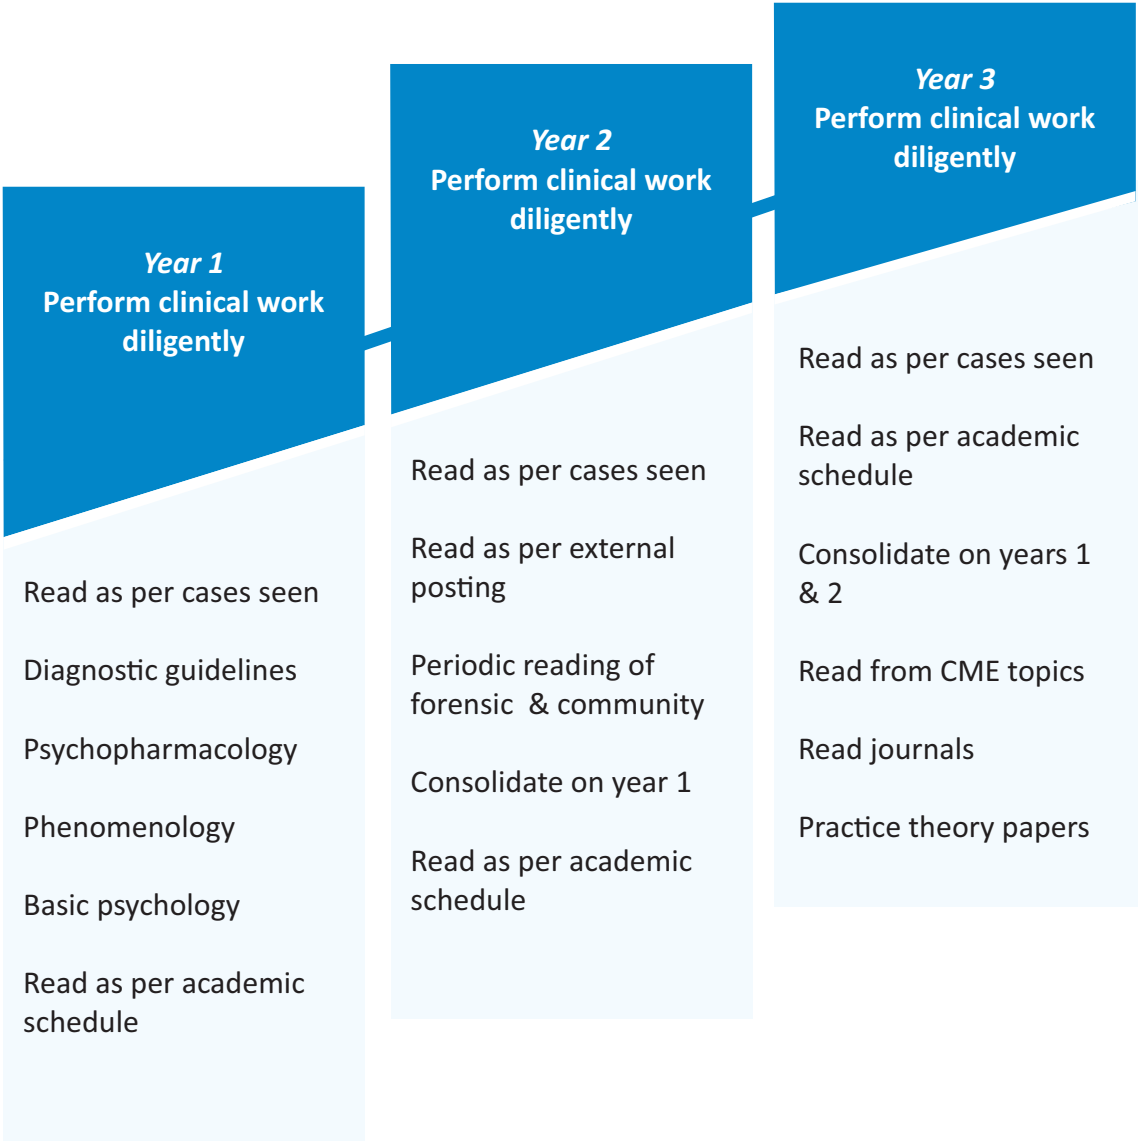 Year 1
Perform clinical work
diligently
Read as per cases seen
Diagnostic guidelines
Psychopharmacology
Phenomenology
Basic psychology
Read as per academic
schedule
Year 2
Perform clinical work
diligently
Read as per cases seen
Read as per external
posting
Periodic reading of
forensic  & community
Consolidate on year 1
Read as per academic
schedule
Year 3
Perform clinical work
diligently
Read as per cases seen
Read as per academic
schedule
Consolidate on years 1
& 2
Read from CME topics
Read journals
Practice theory papers